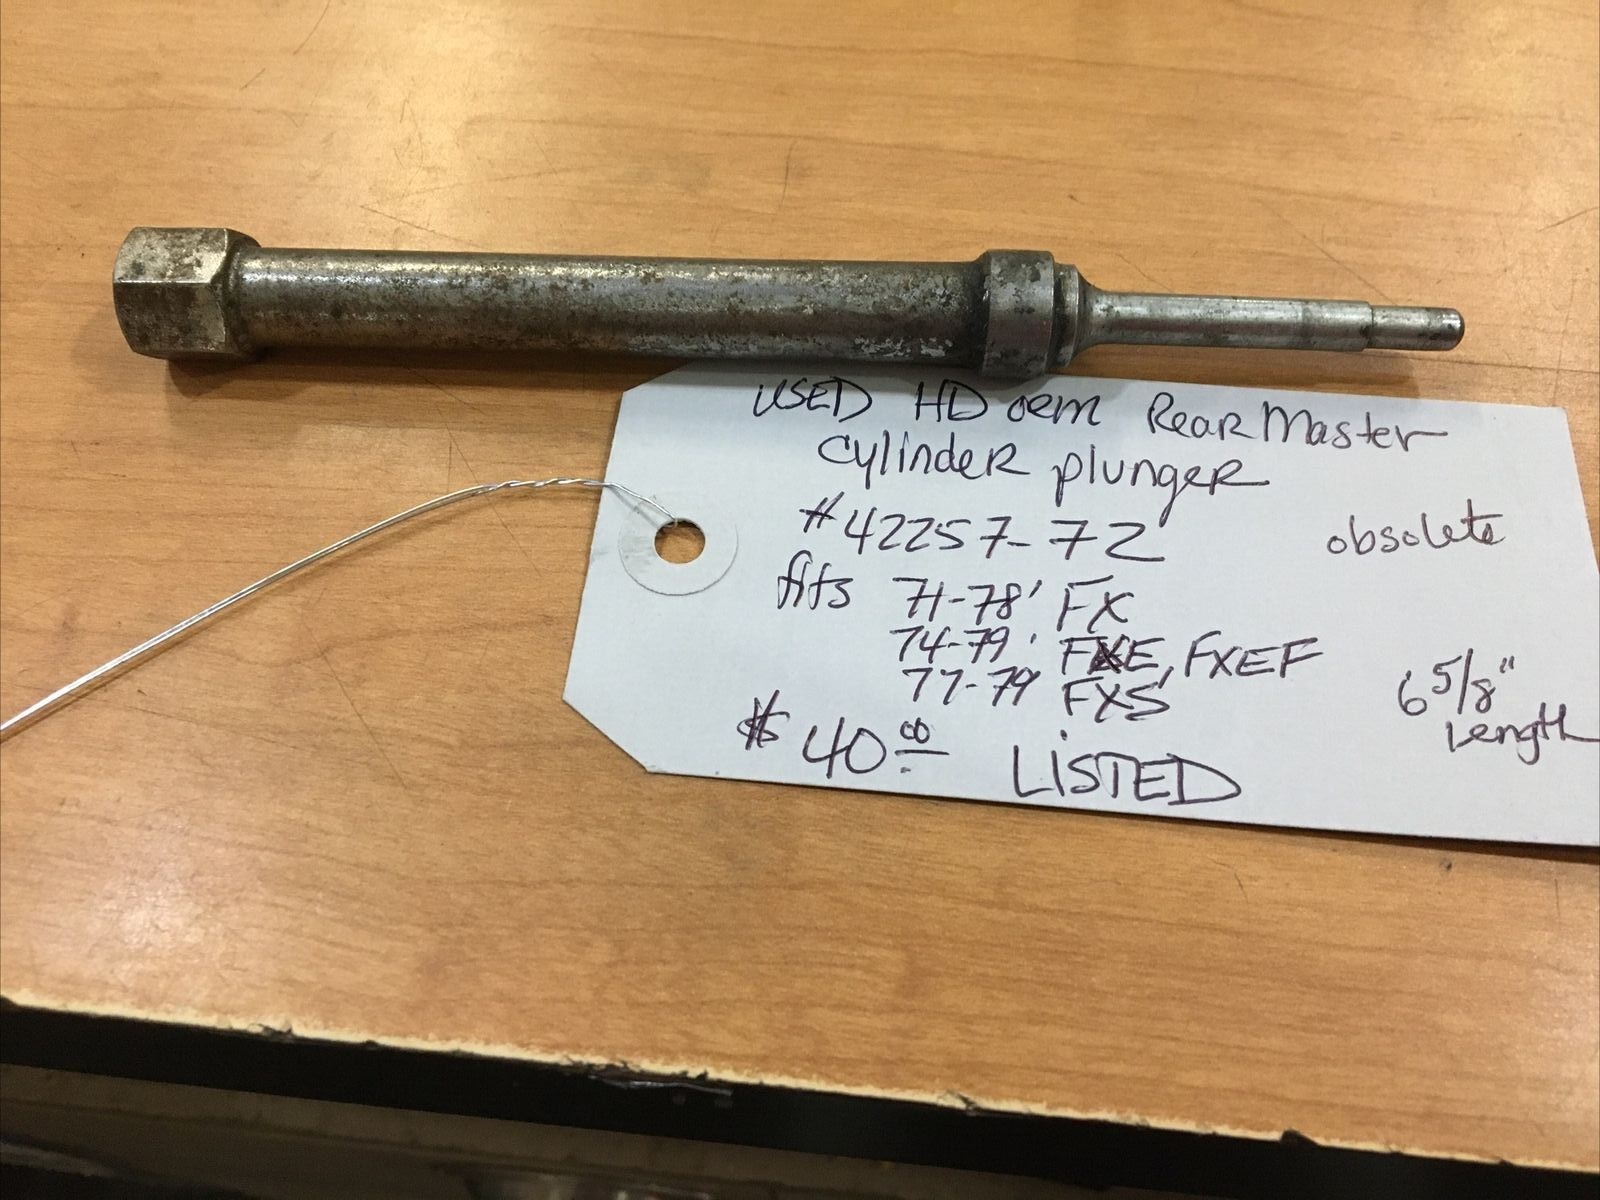 USED HD OEM Rear Master
Cylinder plunger
#42257-72
obsolete
fits 71-78' FX
74-79' FXE, FXEF
77-79 FXS
6 5/8" Length
$40.00 LISTED